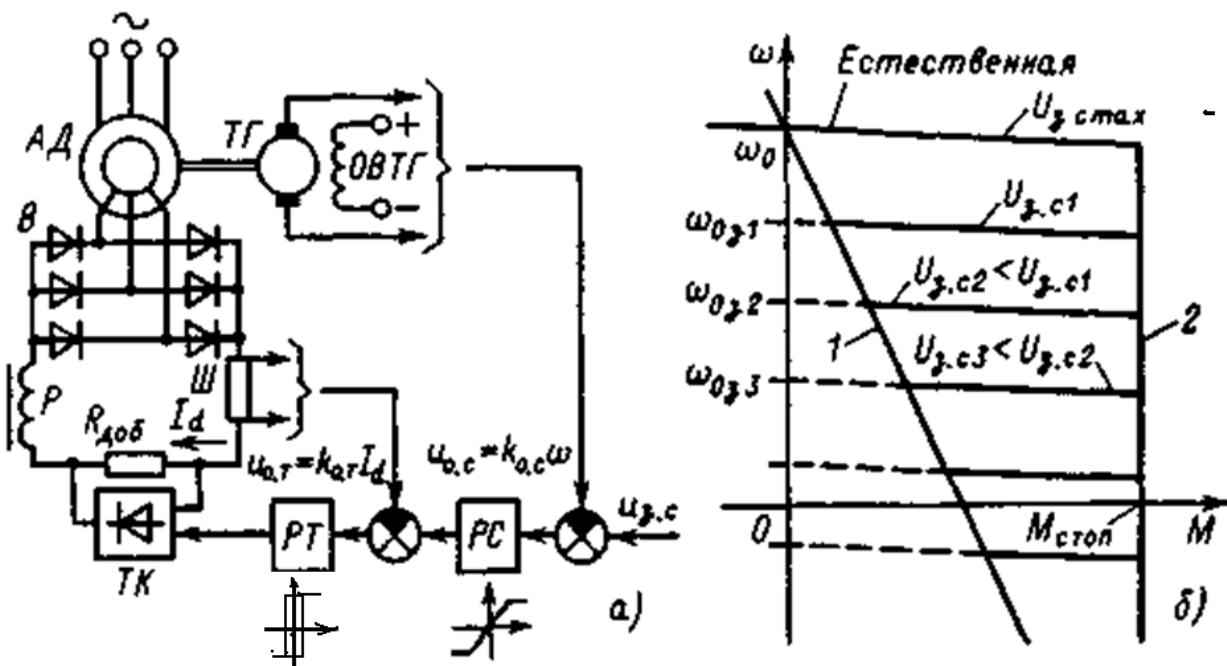 ~
АД
ТГ
ОВТГ
+
−
В
Ш
Р
R доб
I d
u о,т = k о,т I d
u о,с = k о,с ω
u з.с
РТ
РС
ТК
а)
ω
Естественная
U з с max
ω 0
ω 0з1
U з.с1
ω 0з2
U з.с2 < U з.с1
1
2
ω 0з3
U з.с3 < U з.с2
0
М стоп
М
б)